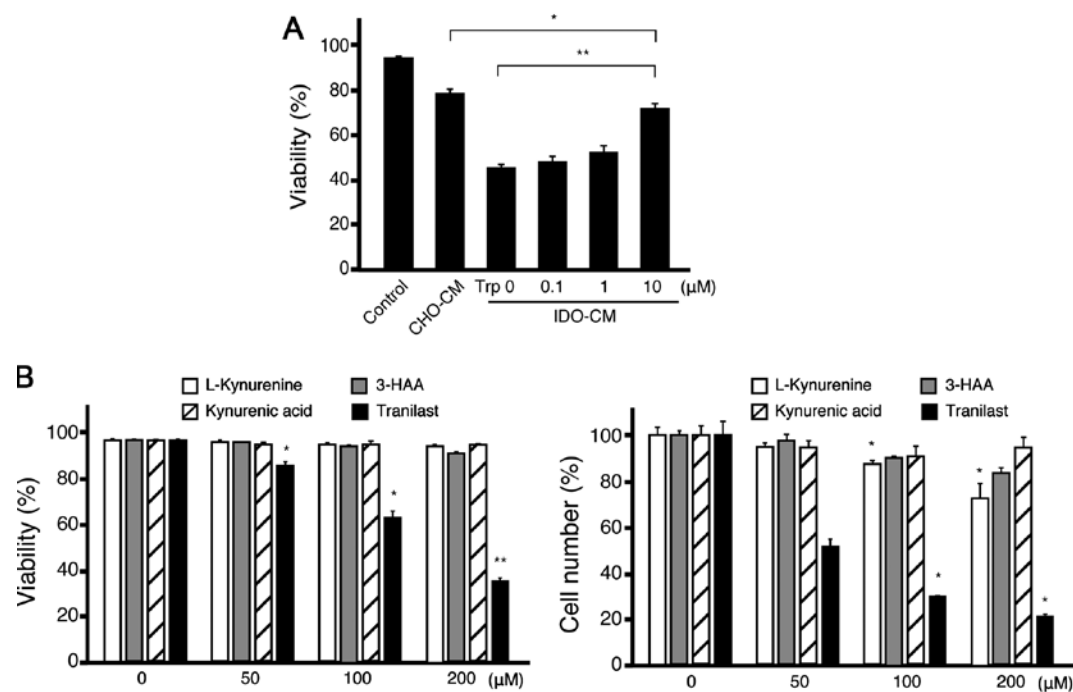 A
*
**
100
80
60
40
20
0
Viability (%)
Control
CHO-CM
Trp 0 0.1 1 10 (μM)
IDO-CM
B
L-Kynurenine 3-HAA
Kynurenic acid Tranilast
100
80
60
40
20
0
Viability (%)
*
*
**
0 50 100 200 (μM)
L-Kynurenine 3-HAA
Kynurenic acid Tranilast
100
80
60
40
20
0
Cell number (%)
*
*
*
*
0 50 100 200 (μM)